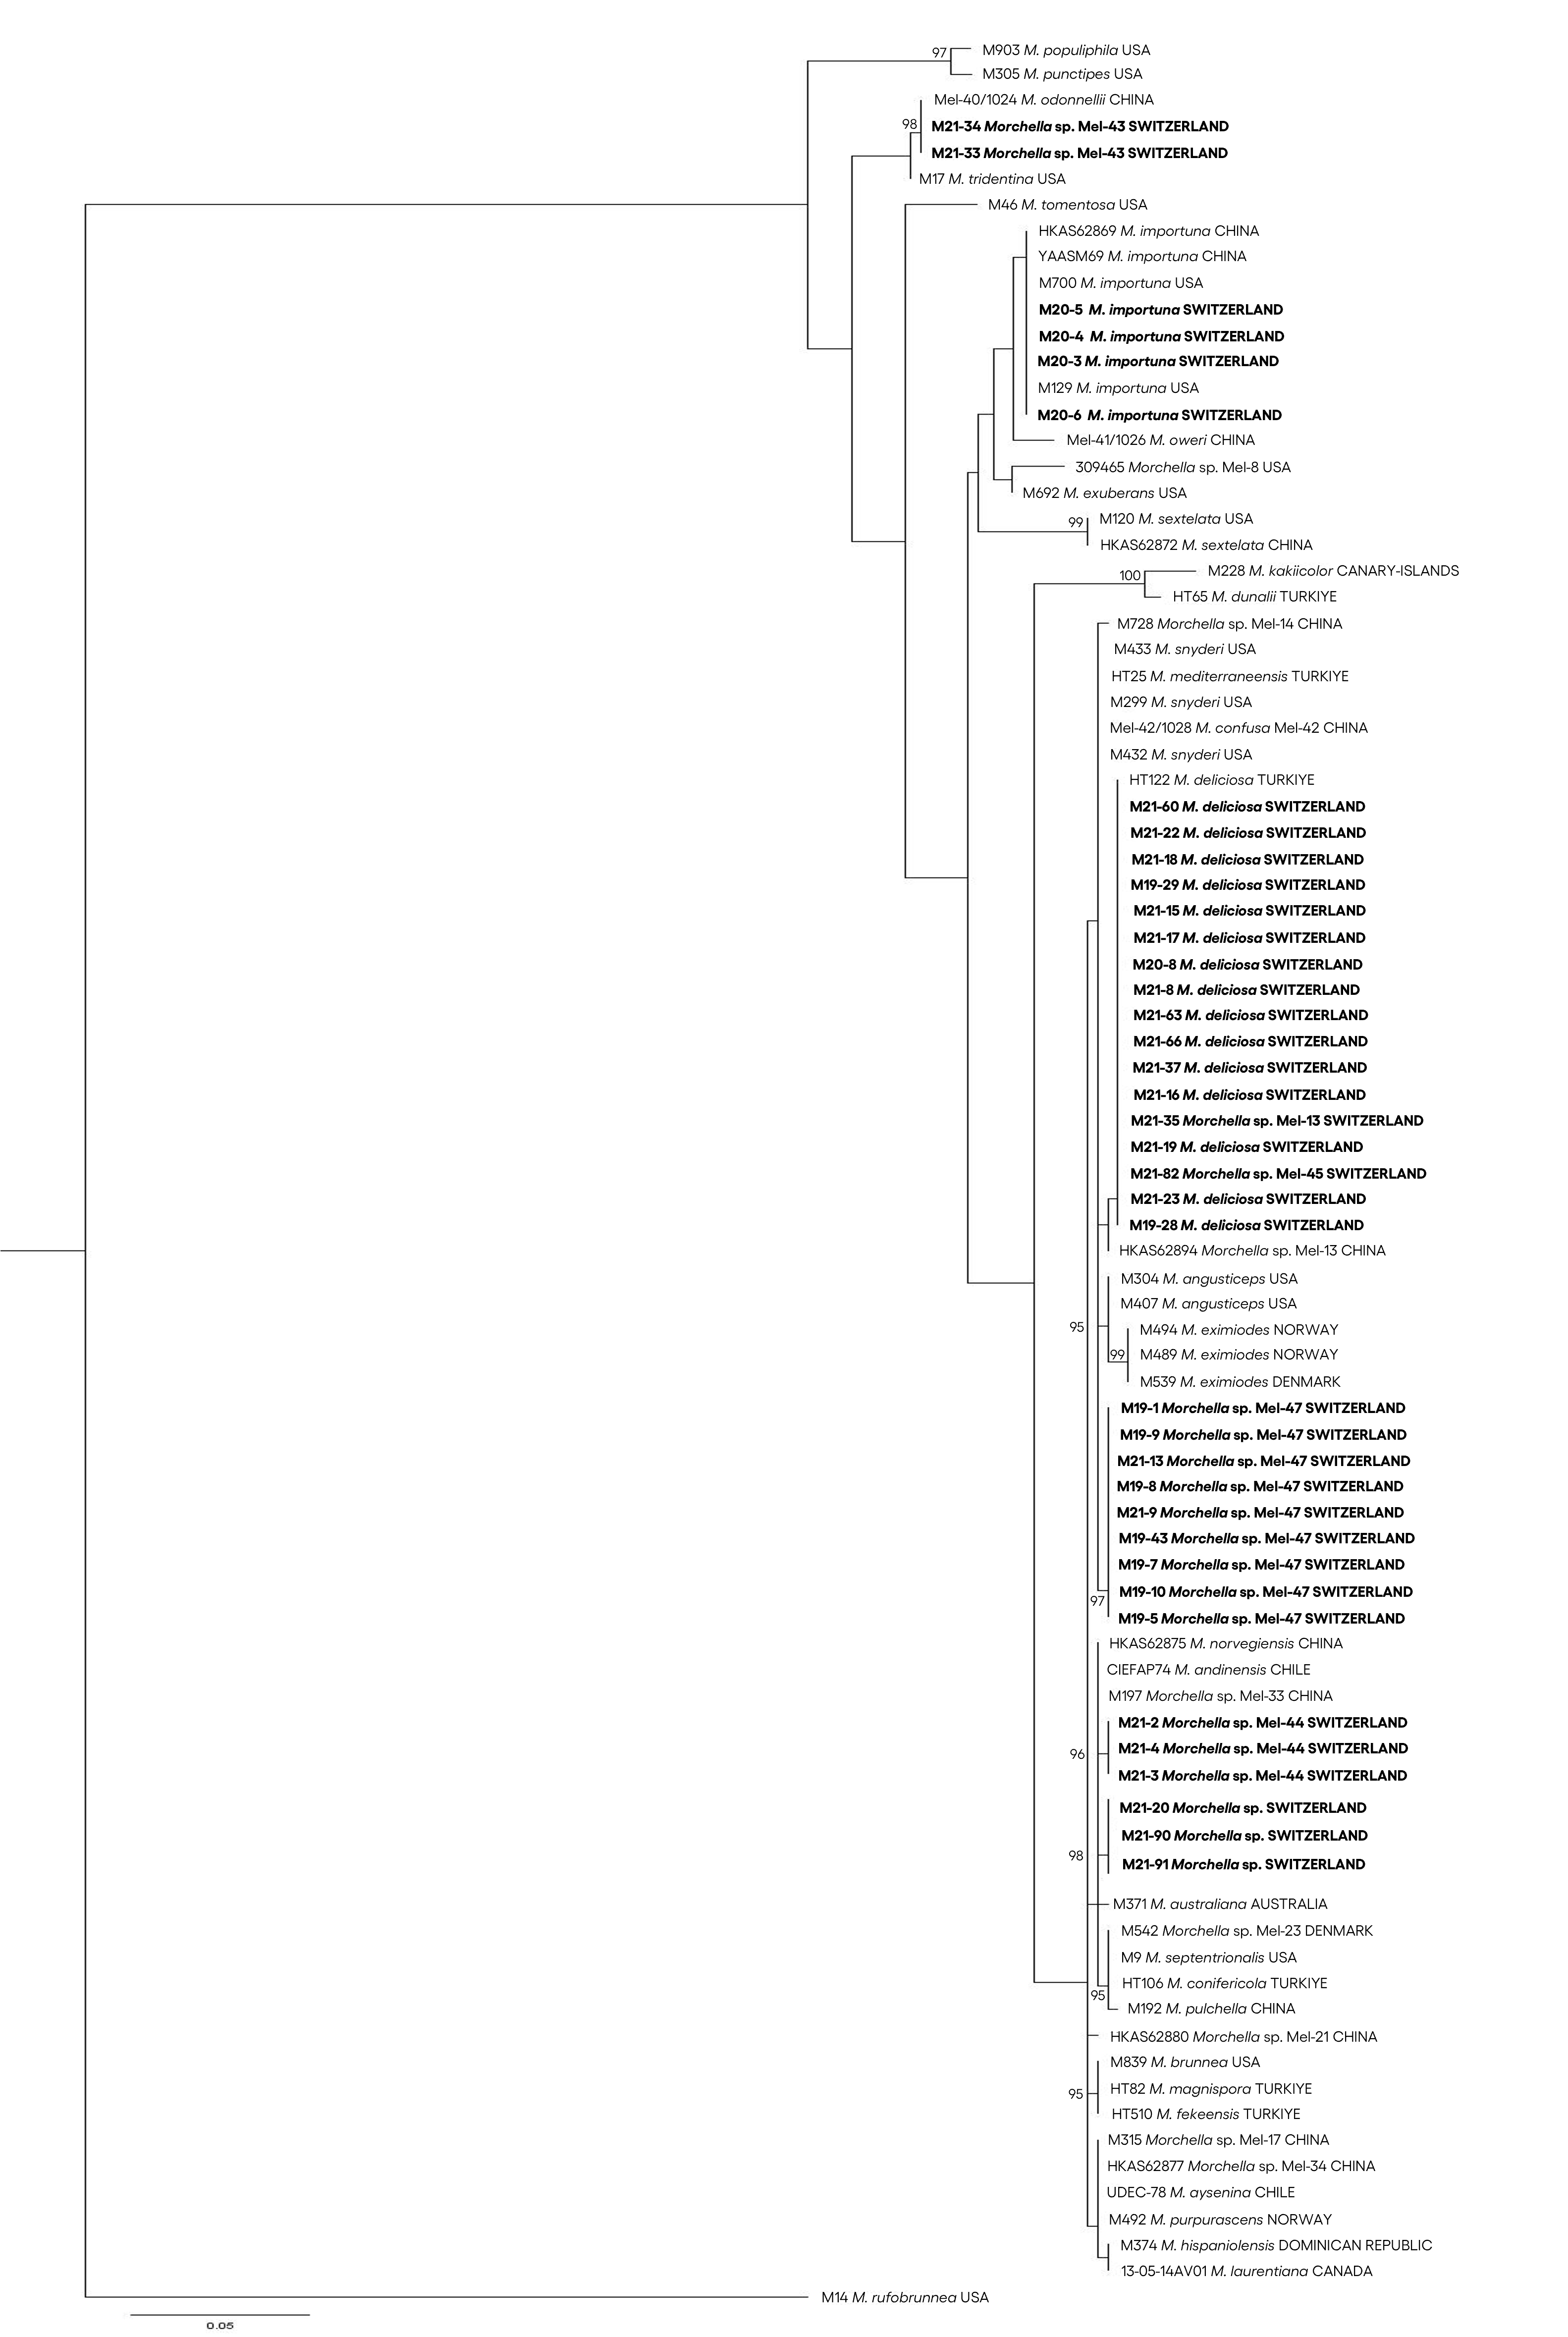 97
M903 M. populiphila USA
M305 M. punctipes USA
Mel-40/1024 M. odonnellii CHINA
98
M21-34 Morchella sp. Mel-43 SWITZERLAND
M21-33 Morchella sp. Mel-43 SWITZERLAND
M17 M. tridentina USA
M46 M. tomentosa USA
HKAS62869 M. importuna CHINA
YAASM69 M. importuna CHINA
M700 M. importuna USA
M20-5 M. importuna SWITZERLAND
M20-4 M. importuna SWITZERLAND
M20-3 M. importuna SWITZERLAND
M129 M. importuna USA
M20-6 M. importuna SWITZERLAND
Mel-41/1026 M. oweri CHINA
309465 Morchella sp. Mel-8 USA
M692 M. exuberans USA
99
M120 M. sextelata USA
HKAS62872 M. sextelata CHINA
100
M228 M. kakiicolor CANARY-ISLANDS
HT65 M. dunalii TURKIYE
M728 Morchella sp. Mel-14 CHINA
M433 M. snyderi USA
HT25 M. mediterraneensis TURKIYE
M299 M. snyderi USA
Mel-42/1028 M. confusa Mel-42 CHINA
M432 M. snyderi USA
HT122 M. deliciosa TURKIYE
M21-60 M. deliciosa SWITZERLAND
M21-22 M. deliciosa SWITZERLAND
M21-18 M. deliciosa SWITZERLAND
M19-29 M. deliciosa SWITZERLAND
M21-15 M. deliciosa SWITZERLAND
M21-17 M. deliciosa SWITZERLAND
M20-8 M. deliciosa SWITZERLAND
M21-8 M. deliciosa SWITZERLAND
M21-63 M. deliciosa SWITZERLAND
M21-66 M. deliciosa SWITZERLAND
M21-37 M. deliciosa SWITZERLAND
M21-16 M. deliciosa SWITZERLAND
M21-35 Morchella sp. Mel-13 SWITZERLAND
M21-19 M. deliciosa SWITZERLAND
M21-82 Morchella sp. Mel-45 SWITZERLAND
M21-23 M. deliciosa SWITZERLAND
M19-28 M. deliciosa SWITZERLAND
HKAS62894 Morchella sp. Mel-13 CHINA
M304 M. angusticeps USA
M407 M. angusticeps USA
95
M494 M. eximiodes NORWAY
99
M489 M. eximiodes NORWAY
M539 M. eximiodes DENMARK
M19-1 Morchella sp. Mel-47 SWITZERLAND
M19-9 Morchella sp. Mel-47 SWITZERLAND
M21-13 Morchella sp. Mel-47 SWITZERLAND
M19-8 Morchella sp. Mel-47 SWITZERLAND
M21-9 Morchella sp. Mel-47 SWITZERLAND
M19-43 Morchella sp. Mel-47 SWITZERLAND
M19-7 Morchella sp. Mel-47 SWITZERLAND
M19-10 Morchella sp. Mel-47 SWITZERLAND
97
M19-5 Morchella sp. Mel-47 SWITZERLAND
HKAS62875 M. norvegiensis CHINA
CIEFAP74 M. andinensis CHILE
M197 Morchella sp. Mel-33 CHINA
M21-2 Morchella sp. Mel-44 SWITZERLAND
96
M21-4 Morchella sp. Mel-44 SWITZERLAND
M21-3 Morchella sp. Mel-44 SWITZERLAND
M21-20 Morchella sp. SWITZERLAND
M21-90 Morchella sp. SWITZERLAND
98
M21-91 Morchella sp. SWITZERLAND
M371 M. australiana AUSTRALIA
M542 Morchella sp. Mel-23 DENMARK
M9 M. septentrionalis USA
HT106 M. conifericola TURKIYE
95
M192 M. pulchella CHINA
HKAS62880 Morchella sp. Mel-21 CHINA
M839 M. brunnea USA
95
HT82 M. magnispora TURKIYE
HT510 M. fekeensis TURKIYE
M315 Morchella sp. Mel-17 CHINA
HKAS62877 Morchella sp. Mel-34 CHINA
UDEC-78 M. aysenina CHILE
M492 M. purpurascens NORWAY
M374 M. hispaniolensis DOMINICAN REPUBLIC
13-05-14AV01 M. laurentiana CANADA
M14 M. rufobrunnea USA
0.05